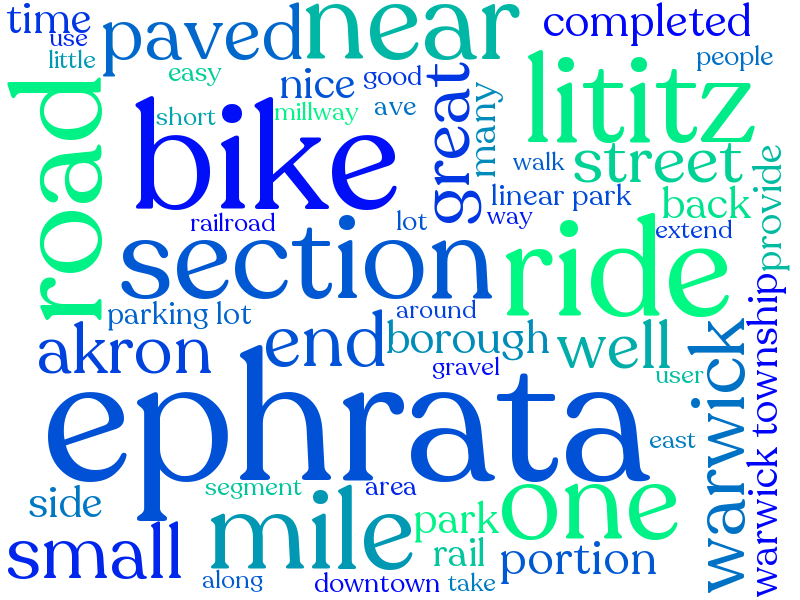 time
use
little
paved
near
completed
people
easy
nice
good
road
short
millway
ave
great
many
lititz
bike
walk
street
provide
linear park
back
railroad
lot
way
extend
section
ride
parking lot
around
akron
end
borough
well
gravel
user
warwick
warwick township
ephrata
east
side
segment
area
one
mile
park
small
rail
portion
along
downtown
take